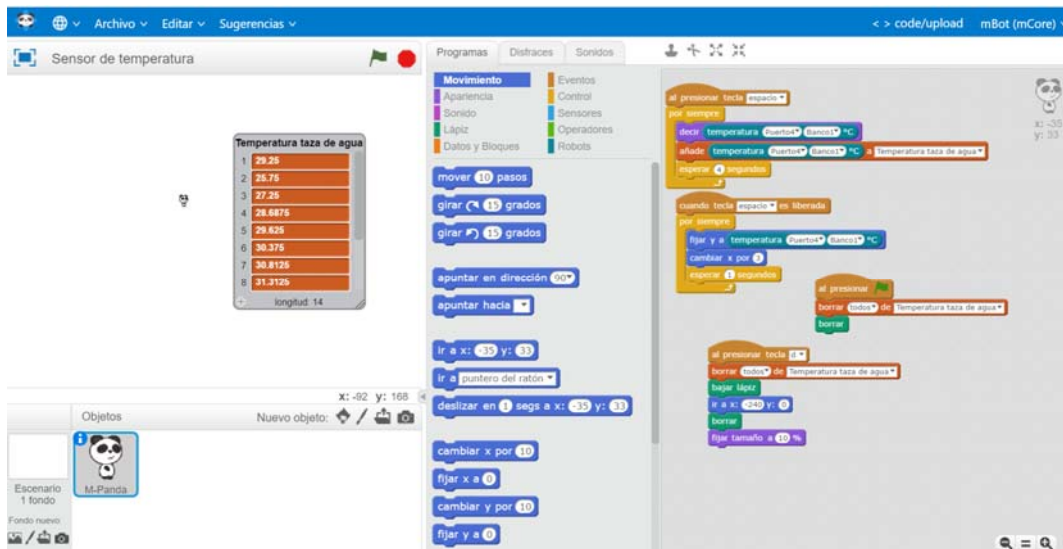 Archivo Editar Sugerencias < > code/upload mBot (mCore)
Sensor de temperatura
Programas Disfraces Sonidos
Movimiento Eventos
Apariencia Control
Sonido Sensores
Lápiz Operadores
Datos y Bloques Robots
Temperatura taza de agua
1 29.25
2 25.75
3 27.25
4 28.6875
5 29.625
6 30.375
7 30.8125
8 31.3125
+ longitud: 14
x: -92 y: 168
Objetos Nuevo objeto:
Escenario
1 fondo
M-Panda
Fondo nuevo
mover 10 pasos
girar 15 grados
girar 15 grados
apuntar en dirección 90
apuntar hacia
ir a x: -35 y: 33
ir a puntero del ratón
deslizar en 1 segs a x: -35 y: 33
cambiar x por 10
fijar x a 0
cambiar y por 10
fijar y a 0
al presionar tecla espacio
por siempre
decir temperatura Puerto4 Banco1 °C
añade temperatura Puerto4 Banco1 °C a Temperatura taza de agua
esperar 4 segundos
cuando tecla espacio es liberada
por siempre
fijar y a temperatura Puerto4 Banco1 °C
cambiar x por 3
esperar 1 segundos
al presionar
borrar todos de Temperatura taza de agua
borrar
al presionar tecla d
borrar todos de Temperatura taza de agua
bajar lápiz
ir a x: -240 y: 0
borrar
fijar tamaño a 10 %
x: -35
y: 33